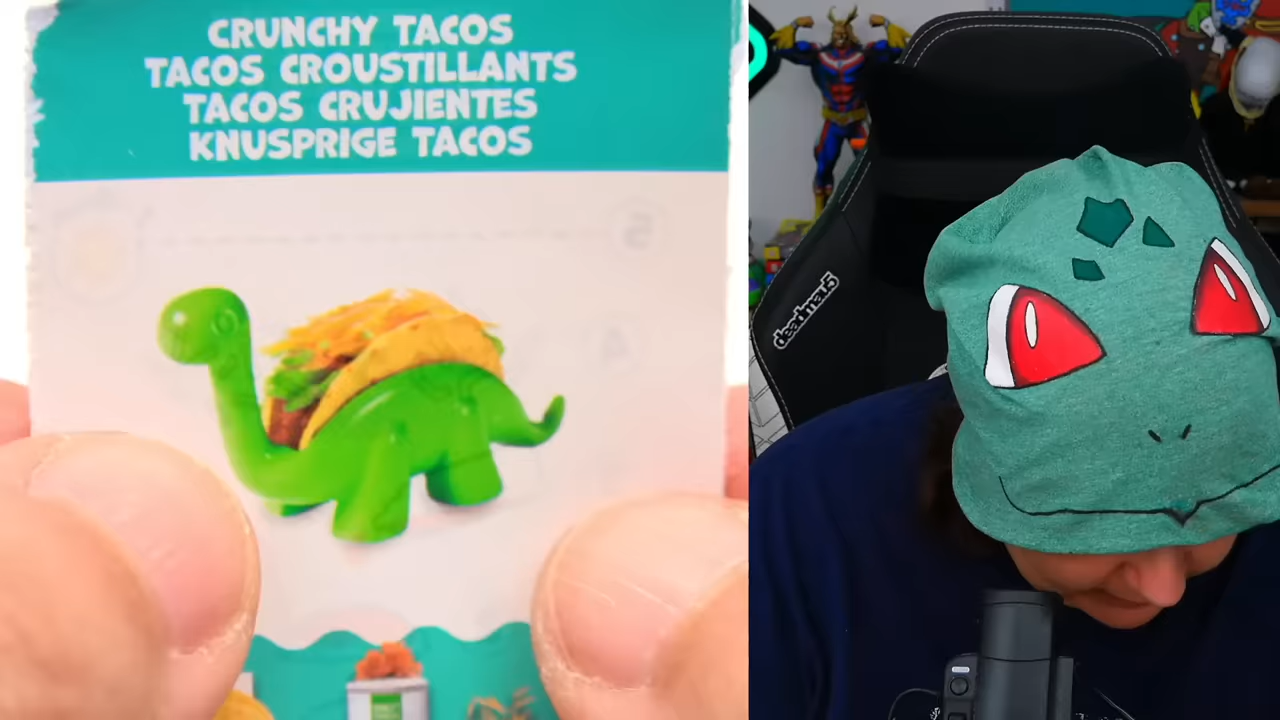 CRUNCHY TACOS
TACOS CROUSTILLANTS
TACOS CRUJIENTES
KNUSPRIGE TACOS
deadmau5